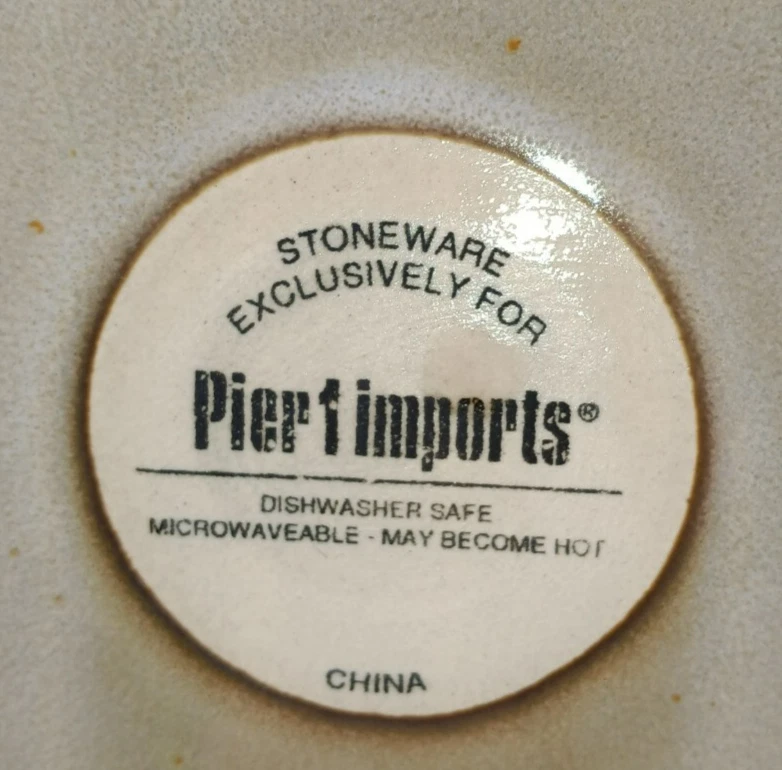 STONEWARE
EXCLUSIVELY FOR
Pier 1 imports®
DISHWASHER SAFE
MICROWAVEABLE - MAY BECOME HOT
CHINA